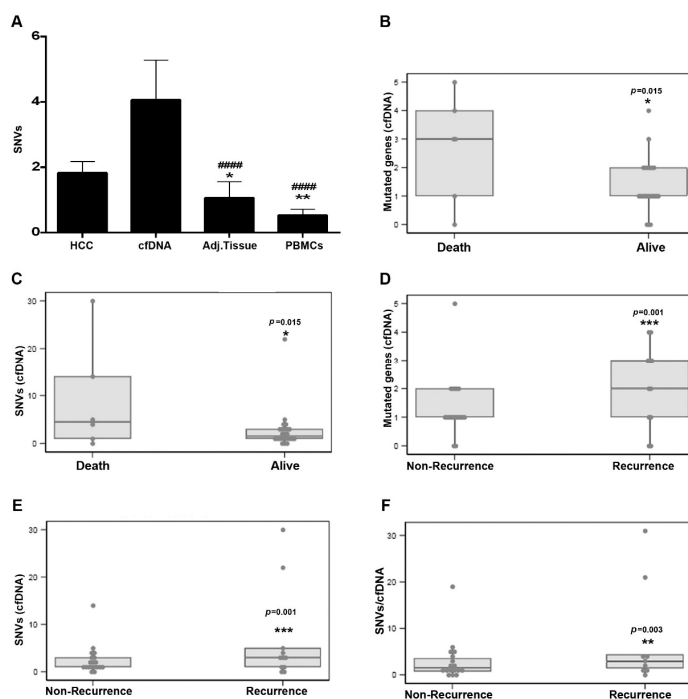 A
SNVs
6
4
2
0
####
*
####
**
HCC cfDNA Adj.Tissue PBMCs
B
Mutated genes (cfDNA)
5
4
3
2
1
0
p=0.015
*
Death Alive
C
SNVs (cfDNA)
30
20
10
0
p=0.015
*
Death Alive
D
Mutated genes (cfDNA)
5
4
3
2
1
0
p=0.001
***
Non-Recurrence Recurrence
E
SNVs (cfDNA)
30
20
10
0
p=0.001
***
Non-Recurrence Recurrence
F
SNVs/cfDNA
30
20
10
0
p=0.003
**
Non-Recurrence Recurrence